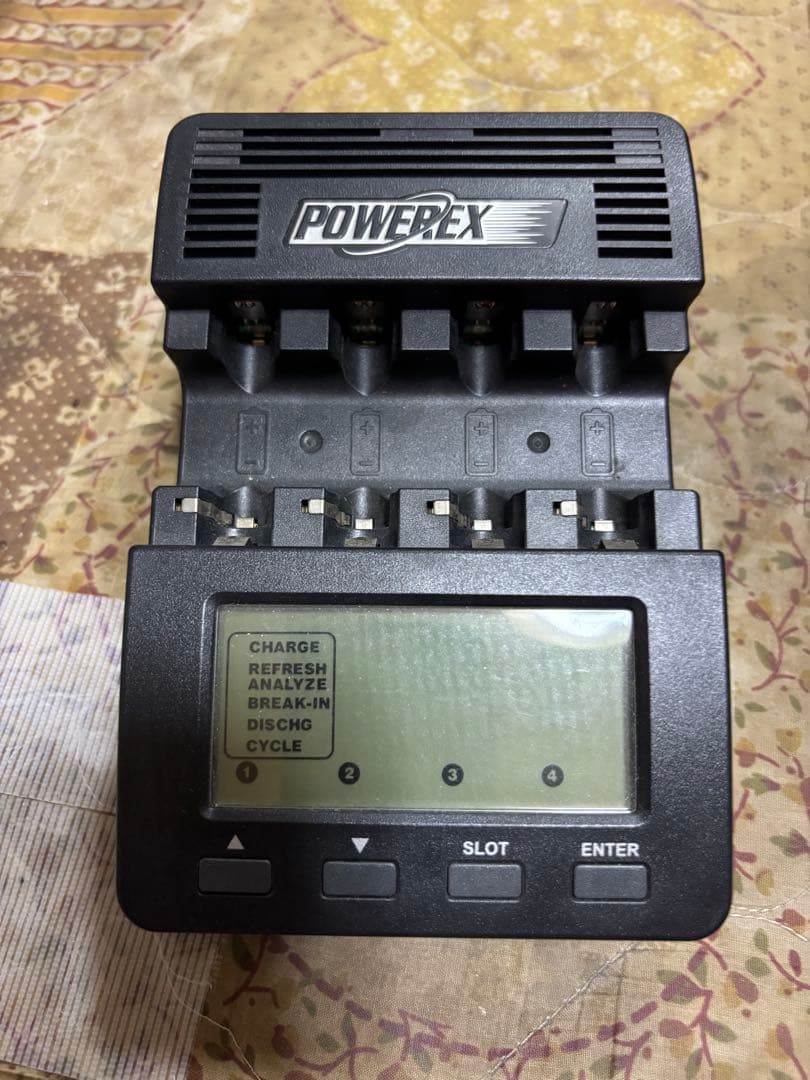 POWEREX
+ + + +
- - - -
CHARGE
REFRESH
ANALYZE
BREAK-IN
DISCHG
CYCLE
1 2 3 4
▲ ▼ SLOT ENTER